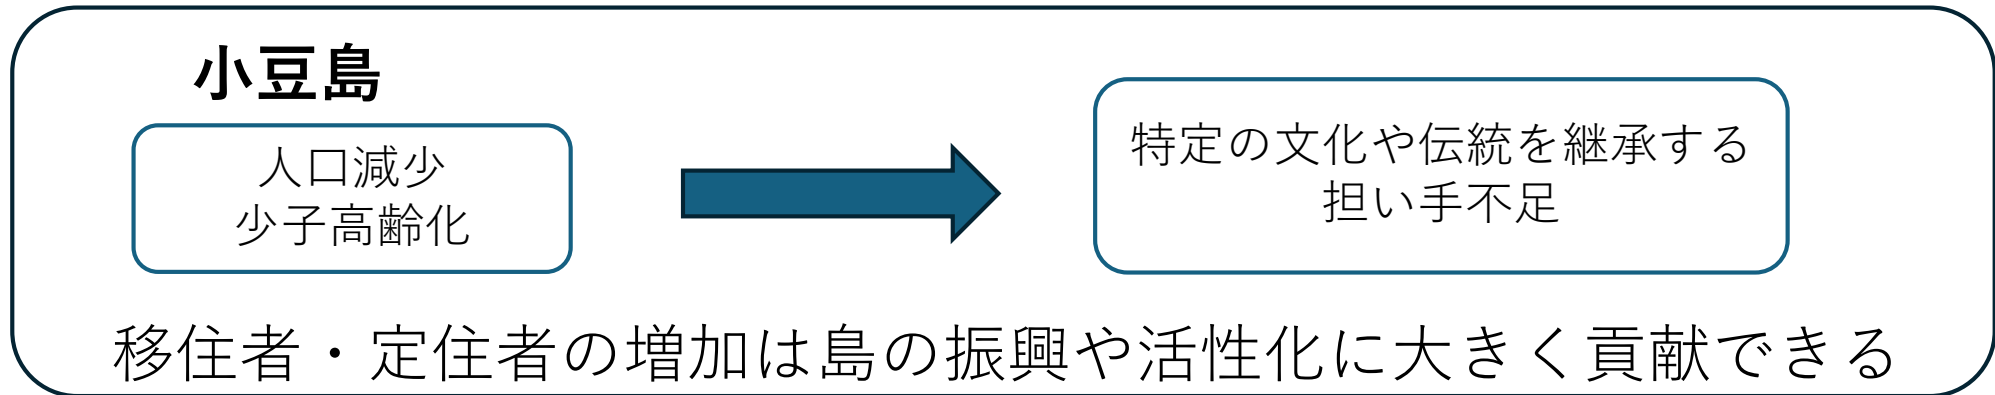 小豆島
人口減少
少子高齢化
特定の文化や伝統を継承する
担い手不足
移住者・定住者の増加は島の振興や活性化に大きく貢献できる